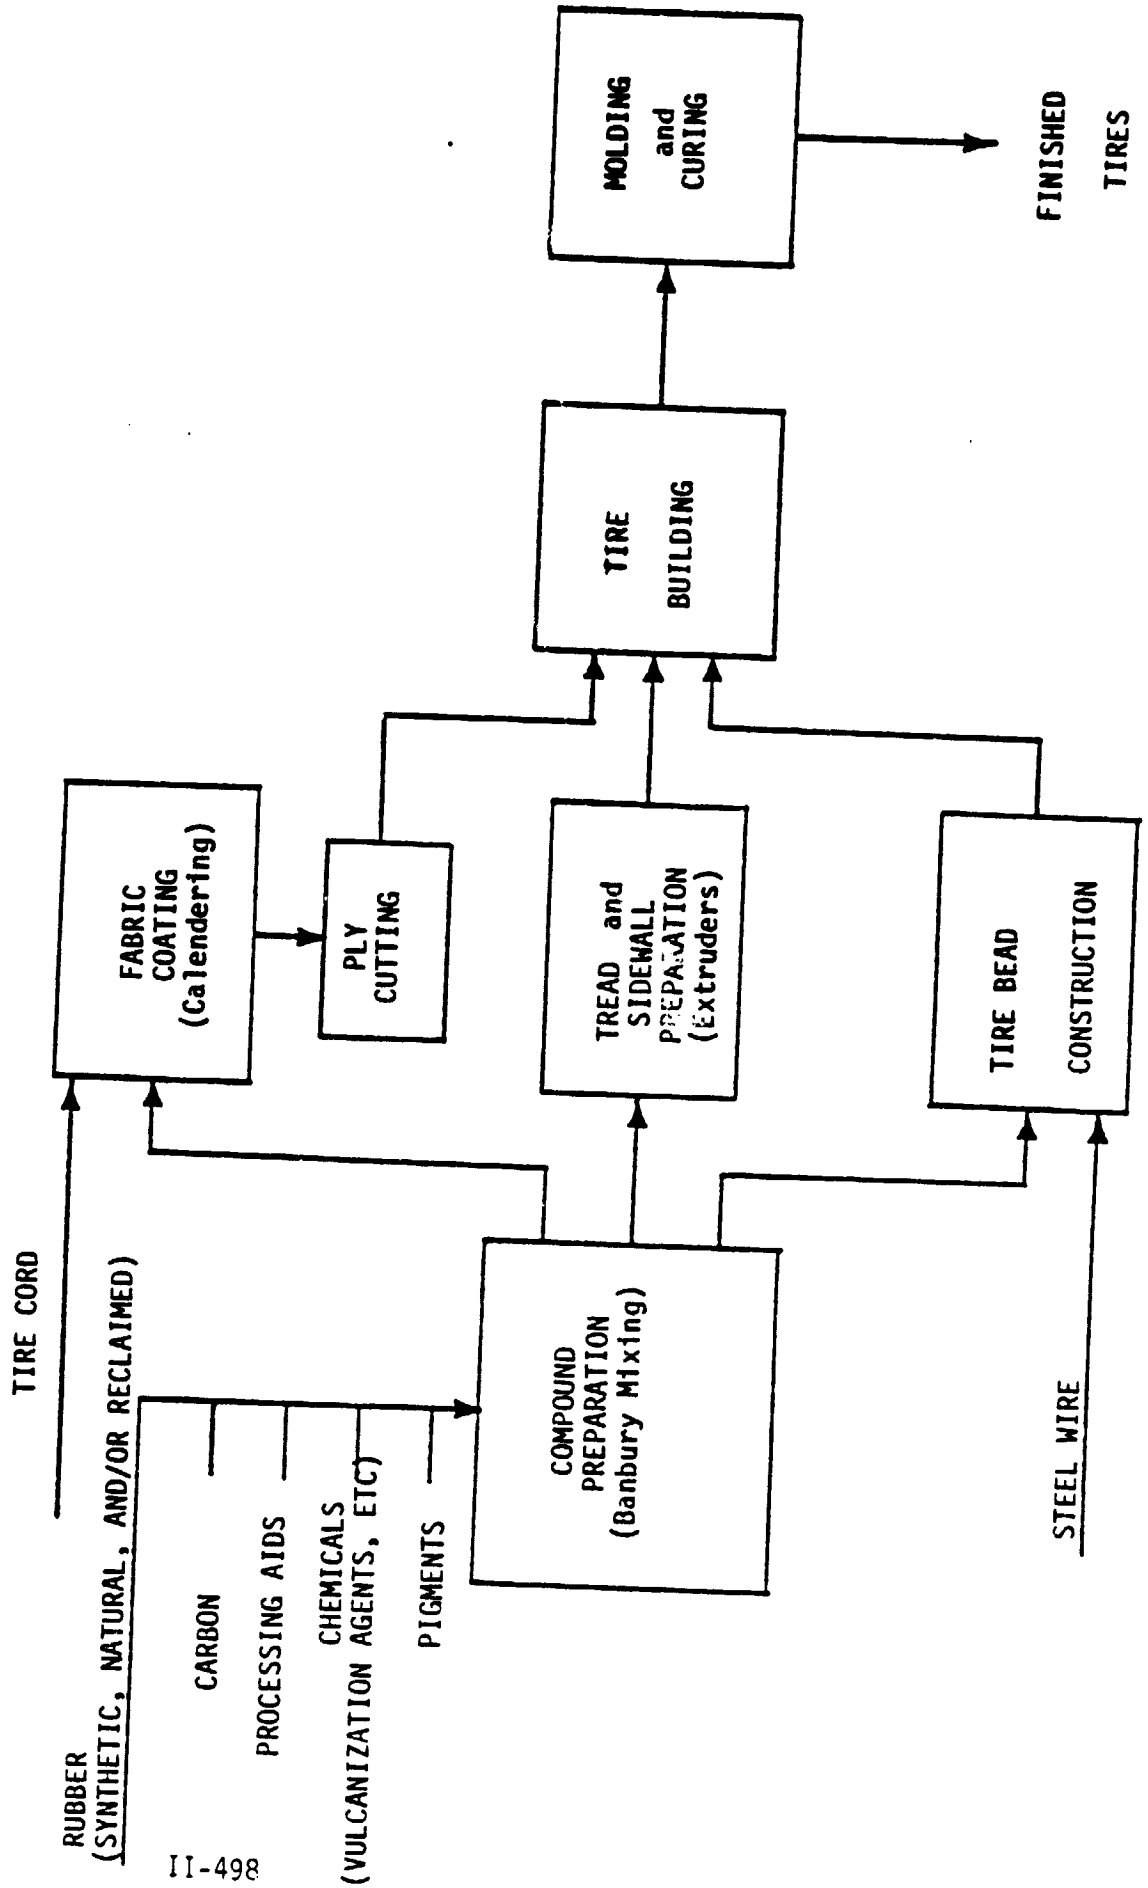 TIRE CORD
RUBBER
(SYNTHETIC, NATURAL, AND/OR RECLAIMED)
CARBON
PROCESSING AIDS
CHEMICALS
(VULCANIZATION AGENTS, ETC)
PIGMENTS
COMPOUND
PREPARATION
(Banbury Mixing)
STEEL WIRE
FABRIC
COATING
(Calendering)
PLY
CUTTING
TREAD and
SIDEWALL
PREPARATION
(Extruders)
TIRE BEAD
CONSTRUCTION
TIRE
BUILDING
MOLDING
and
CURING
FINISHED
TIRES
II-498